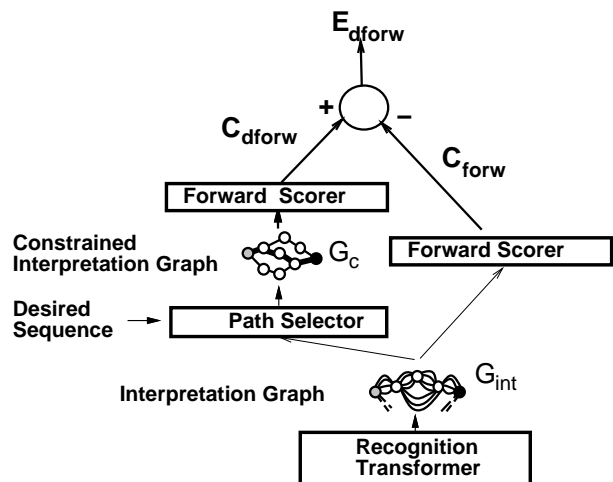 E_dforw
+
−
C_dforw
C_forw
Forward Scorer
Constrained
Interpretation Graph
G_c
Forward Scorer
Desired
Sequence
Path Selector
Interpretation Graph
G_int
Recognition
Transformer